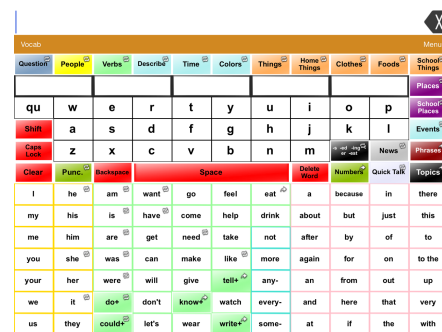 Vocab Menu
Question People Verbs Describe Time Colors Things Home Things Clothes Foods School Things
Places
qu w e r t y u i o p School Places
Shift a s d f g h j k l Events
Caps Lock z x c v b n m -s -ed -ing -er -est News Phrases
Clear Punc. Backspace Space Delete Word Numbers Quick Talk Topics
I he am want go feel eat a because in there
my his is have come help drink about but just this
me him are get need take not after by of to
you she was can make like more again for on to the
your her were will give tell+ any- an from out up
we it do+ don't know+ watch every- and here that very
us they could+ let's wear write+ some- at if the with